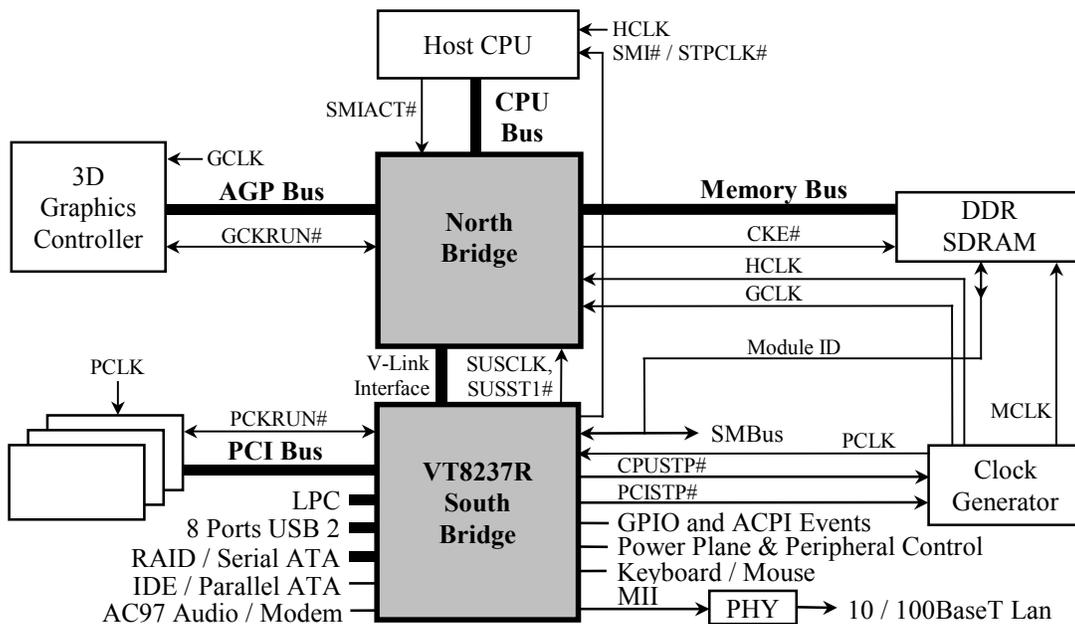 Host CPU
HCLK
SMI# / STPCLK#
SMIACT#
CPU
Bus
3D
Graphics
Controller
GCLK
AGP Bus
GCKRUN#
North
Bridge
Memory Bus
CKE#
HCLK
GCLK
DDR
SDRAM
V-Link
Interface
SUSCLK,
SUSST1#
Module ID
MCLK
PCLK
PCKRUN#
PCI Bus
LPC
8 Ports USB 2
RAID / Serial ATA
IDE / Parallel ATA
AC97 Audio / Modem
VT8237R
South
Bridge
SMBus
PCLK
CPUSTP#
PCISTP#
Clock
Generator
GPIO and ACPI Events
Power Plane & Peripheral Control
Keyboard / Mouse
MII
PHY
10 / 100BaseT Lan